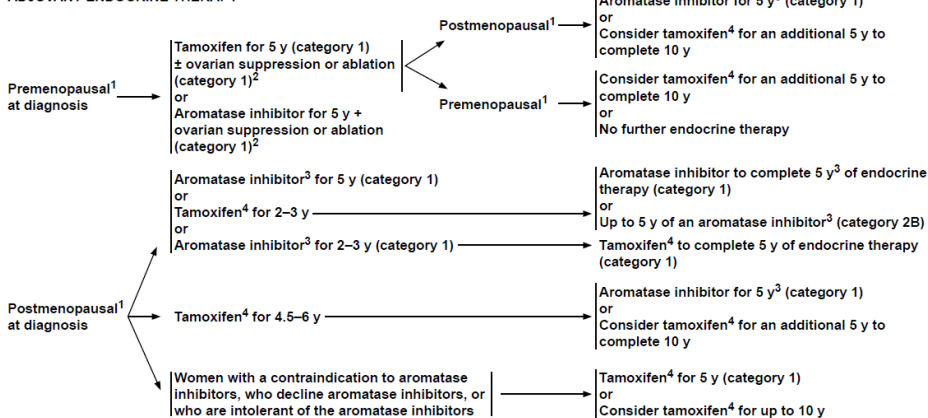 ADJUVANT ENDOCRINE THERAPY
Premenopausal1
at diagnosis
Tamoxifen for 5 y (category 1)
± ovarian suppression or ablation
(category 1)2
or
Aromatase inhibitor for 5 y +
ovarian suppression or ablation
(category 1)2
Postmenopausal1
Aromatase inhibitor for 5 y3 (category 1)
or
Consider tamoxifen4 for an additional 5 y to
complete 10 y
Premenopausal1
Consider tamoxifen4 for an additional 5 y to
complete 10 y
or
No further endocrine therapy
Postmenopausal1
at diagnosis
Aromatase inhibitor3 for 5 y (category 1)
or
Tamoxifen4 for 2–3 y
or
Aromatase inhibitor3 for 2–3 y (category 1)
Aromatase inhibitor to complete 5 y3 of endocrine
therapy (category 1)
or
Up to 5 y of an aromatase inhibitor3 (category 2B)
Tamoxifen4 to complete 5 y of endocrine therapy
(category 1)
Tamoxifen4 for 4.5–6 y
Aromatase inhibitor for 5 y3 (category 1)
or
Consider tamoxifen4 for an additional 5 y to
complete 10 y
Women with a contraindication to aromatase
inhibitors, who decline aromatase inhibitors, or
who are intolerant of the aromatase inhibitors
Tamoxifen4 for 5 y (category 1)
or
Consider tamoxifen4 for up to 10 y